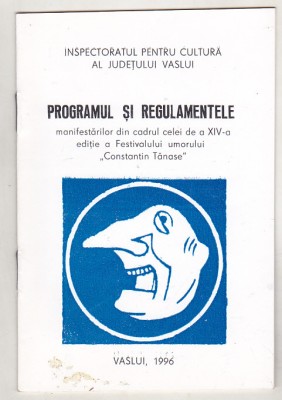 INSPECTORATUL PENTRU CULTURĂ
AL JUDEȚULUI VASLUI
PROGRAMUL ȘI REGULAMENTELE
manifestărilor din cadrul celei de a XIV-a
ediție a Festivalului umorului
„Constantin Tănase"
VASLUI, 1996